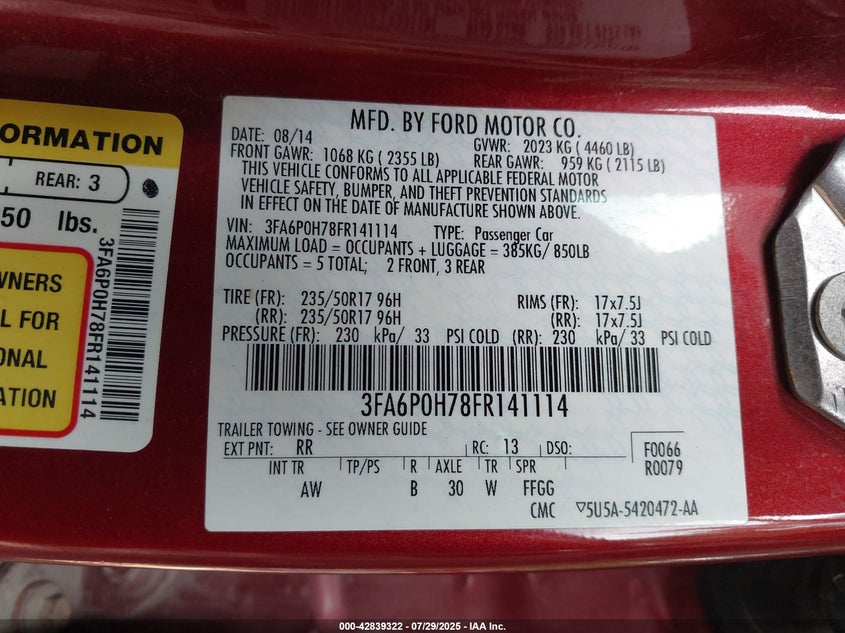 ORMATION
REAR: 3
50 lbs.
3FA6P0H78FR141114
WNERS
L FOR
ONAL
ATION
MFD. BY FORD MOTOR CO.
DATE: 08/14 GVWR: 2023 KG ( 4460 LB)
FRONT GAWR: 1068 KG ( 2355 LB) REAR GAWR: 959 KG ( 2115 LB)
THIS VEHICLE CONFORMS TO ALL APPLICABLE FEDERAL MOTOR
VEHICLE SAFETY, BUMPER, AND THEFT PREVENTION STANDARDS
IN EFFECT ON THE DATE OF MANUFACTURE SHOWN ABOVE.
VIN: 3FA6P0H78FR141114 TYPE: Passenger Car
MAXIMUM LOAD = OCCUPANTS + LUGGAGE = 385KG/ 850LB
OCCUPANTS = 5 TOTAL; 2 FRONT, 3 REAR
TIRE (FR): 235/50R17 96H RIMS (FR): 17x7.5J
(RR): 235/50R17 96H (RR): 17x7.5J
PRESSURE (FR): 230 kPa/ 33 PSI COLD (RR): 230 kPa/ 33 PSI COLD
3FA6P0H78FR141114
TRAILER TOWING - SEE OWNER GUIDE
EXT PNT: RR RC: 13 DSO: F0066
R0079
INT TR TP/PS R AXLE TR SPR
AW B 30 W FFGG
CMC ▽5U5A-5420472-AA
000-42839322 | 07/29/2025 - IAA Inc.